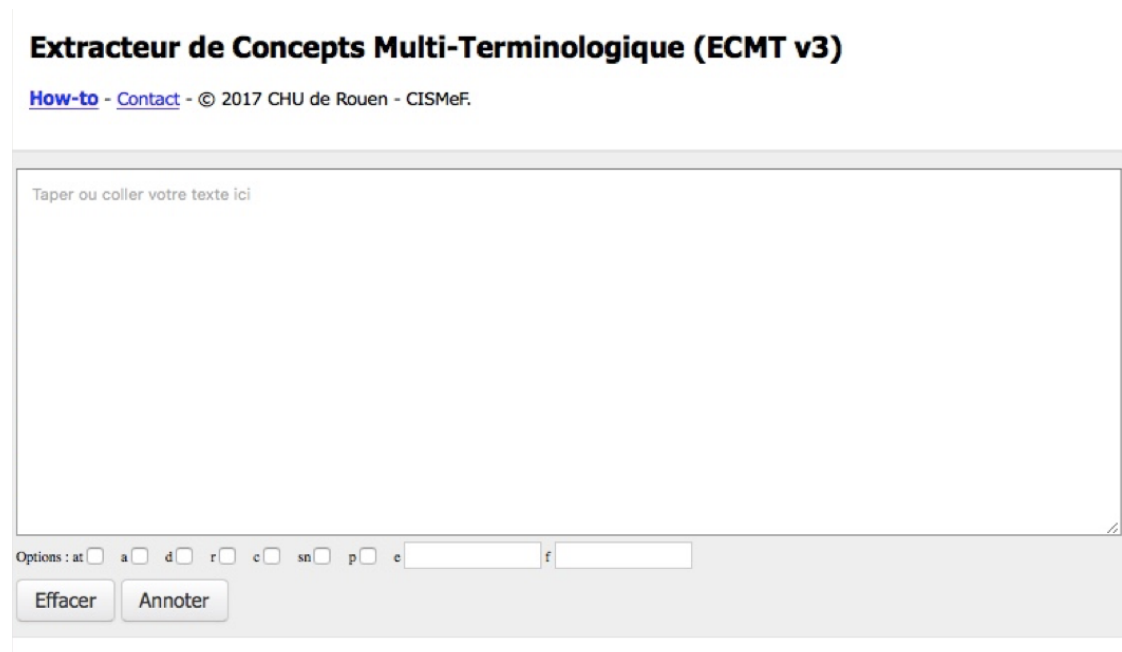 Extracteur de Concepts Multi-Terminologique (ECMT v3)
How-to - Contact - © 2017 CHU de Rouen - CISMeF.
Taper ou coller votre texte ici
Options : at a d r c sn p e f
Effacer Annoter